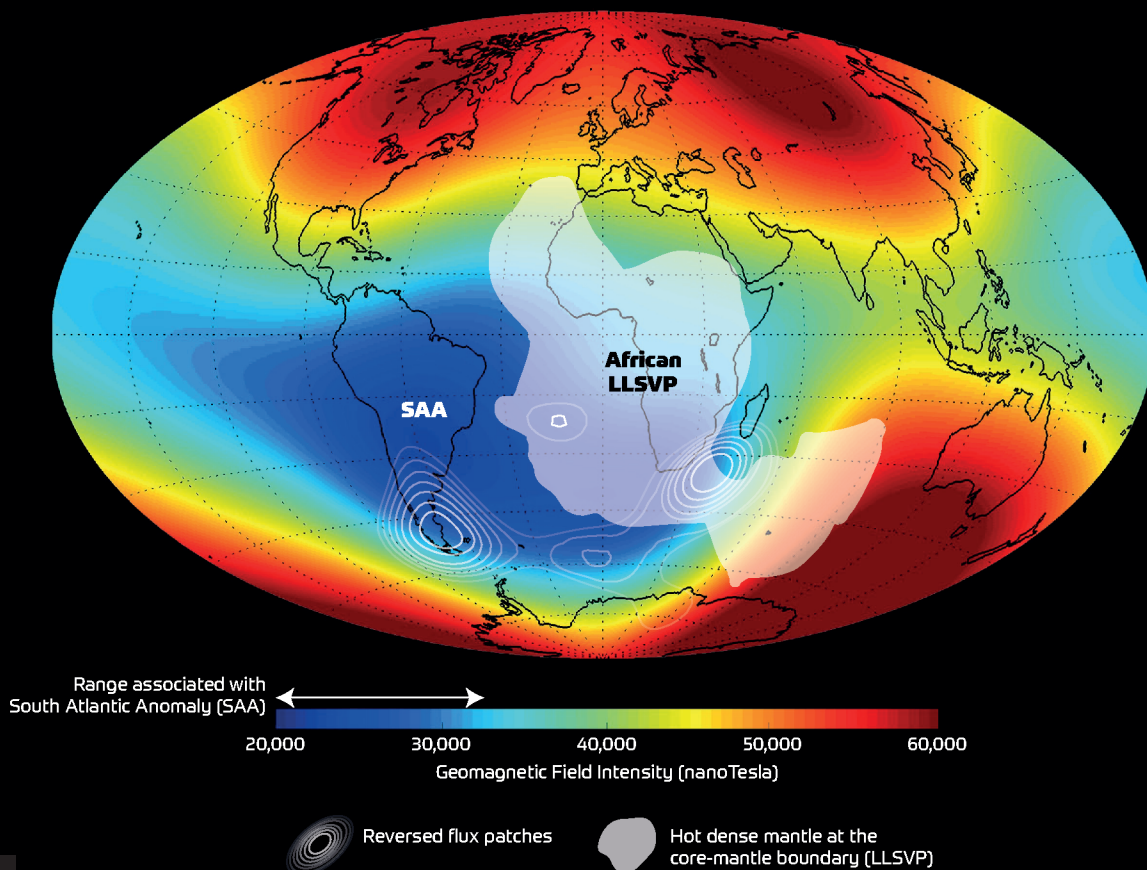 African
LLSVP
SAA
Range associated with
South Atlantic Anomaly (SAA)
20,000 30,000 40,000 50,000 60,000
Geomagnetic Field Intensity (nanoTesla)
Reversed flux patches
Hot dense mantle at the
core-mantle boundary (LLSVP)